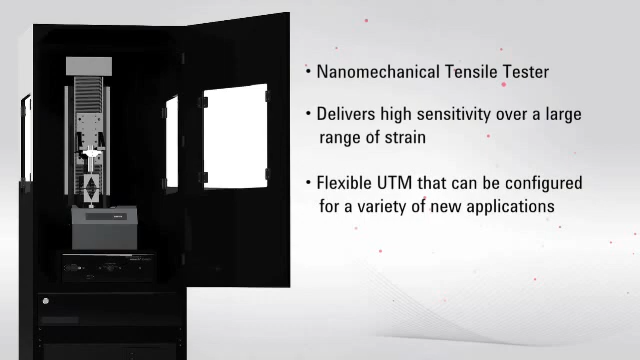 • Nanomechanical Tensile Tester
• Delivers high sensitivity over a large
range of strain
• Flexible UTM that can be configured
for a variety of new applications